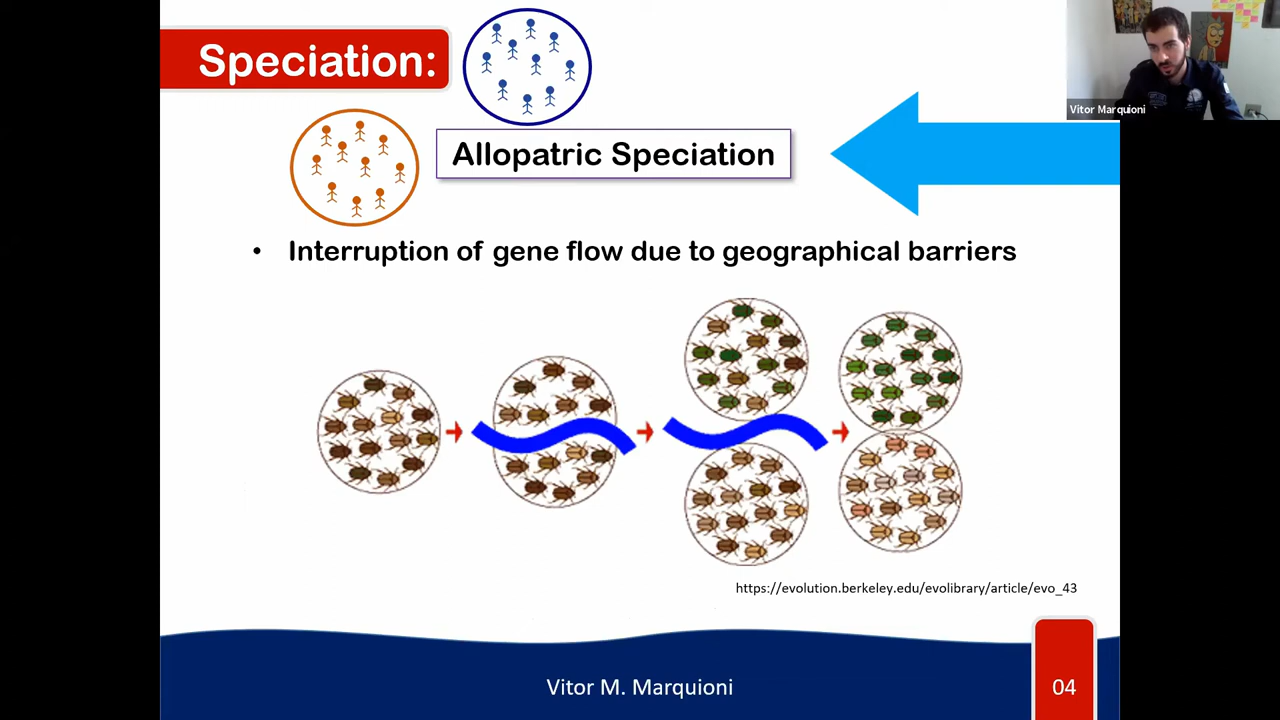 Speciation:
Vitor Marquioni
Allopatric Speciation
• Interruption of gene flow due to geographical barriers
https://evolution.berkeley.edu/evolibrary/article/evo_43
Vitor M. Marquioni
04